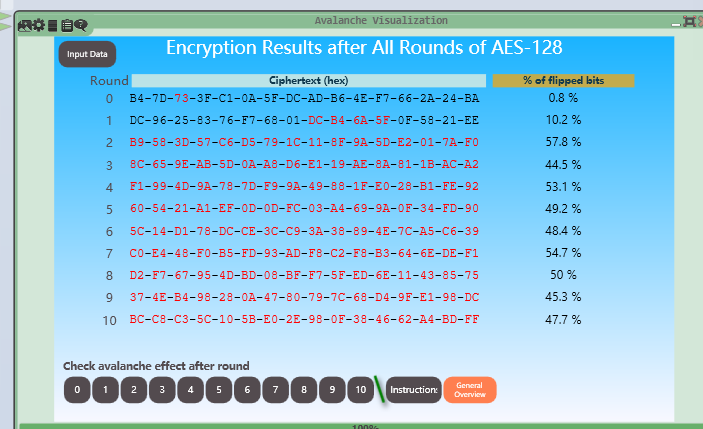 Avalanche Visualization
Input Data
Encryption Results after All Rounds of AES-128
Round Ciphertext (hex) % of flipped bits
0 B4-7D-73-3F-C1-0A-5F-DC-AD-B6-4E-F7-66-2A-24-BA 0.8 %
1 DC-96-25-83-76-F7-68-01-DC-B4-6A-5F-0F-58-21-EE 10.2 %
2 B9-58-3D-57-C6-D5-79-1C-11-8F-9A-5D-E2-01-7A-F0 57.8 %
3 8C-65-9E-AB-5D-0A-A8-D6-E1-19-AE-8A-81-1B-AC-A2 44.5 %
4 F1-99-4D-9A-78-7D-F9-9A-49-88-1F-E0-28-B1-FE-92 53.1 %
5 60-54-21-A1-EF-0D-0D-FC-03-A4-69-9A-0F-34-FD-90 49.2 %
6 5C-14-D1-78-DC-CE-3C-C9-3A-38-89-4E-7C-A5-C6-39 48.4 %
7 C0-E4-48-F0-B5-FD-93-AD-F8-C2-F8-B3-64-6E-DE-F1 54.7 %
8 D2-F7-67-95-4D-BD-08-BF-F7-5F-ED-6E-11-43-85-75 50 %
9 37-4E-B4-98-28-0A-47-80-79-7C-68-D4-9F-E1-98-DC 45.3 %
10 BC-C8-C3-5C-10-5B-E0-2E-98-0F-38-46-62-A4-BD-FF 47.7 %
Check avalanche effect after round
0 1 2 3 4 5 6 7 8 9 10 Instruction: General
Overview
100%